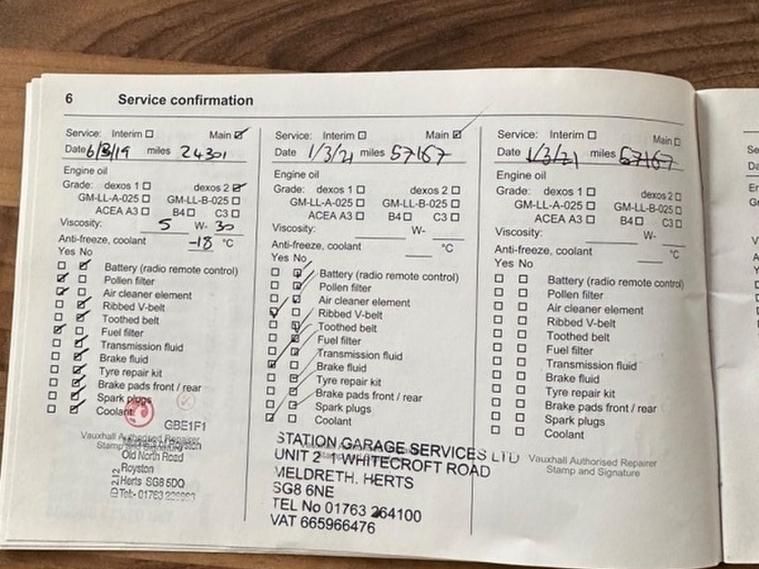 6 Service confirmation
Service: Interim Main
Date 6/3/19 miles 24301
Engine oil
Grade: dexos 1 dexos 2
GM-LL-A-025 GM-LL-B-025
ACEA A3 B4 C3
Viscosity: 5 W- 30
Anti-freeze, coolant -18 °C
Yes No
Battery (radio remote control)
Pollen filter
Air cleaner element
Ribbed V-belt
Toothed belt
Fuel filter
Transmission fluid
Brake fluid
Tyre repair kit
Brake pads front / rear
Spark plugs
Coolant
GBE1F1
Vauxhall Authorised Repairer
Stamp
Royston
Old North Road
Royston
Herts SG8 5DQ
Tel:- 01763
Service: Interim Main
Date 1/3/21 miles 57167
Engine oil
Grade: dexos 1 dexos 2
GM-LL-A-025 GM-LL-B-025
ACEA A3 B4 C3
Viscosity: W-
Anti-freeze, coolant °C
Yes No
Battery (radio remote control)
Pollen filter
Air cleaner element
Ribbed V-belt
Toothed belt
Fuel filter
Transmission fluid
Brake fluid
Tyre repair kit
Brake pads front / rear
Spark plugs
Coolant
STATION GARAGE SERVICES LTD
UNIT 2 1 WHITECROFT ROAD
MELDRETH. HERTS
SG8 6NE
TEL No 01763 264100
VAT 665966476
Service: Interim Main
Date 1/3/21 miles 57167
Engine oil
Grade: dexos 1 dexos 2
GM-LL-A-025 GM-LL-B-025
ACEA A3 B4 C3
Viscosity: W-
Anti-freeze, coolant °C
Yes No
Battery (radio remote control)
Pollen filter
Air cleaner element
Ribbed V-belt
Toothed belt
Fuel filter
Transmission fluid
Brake fluid
Tyre repair kit
Brake pads front / rear
Spark plugs
Coolant
Vauxhall Authorised Repairer
Stamp and Signature